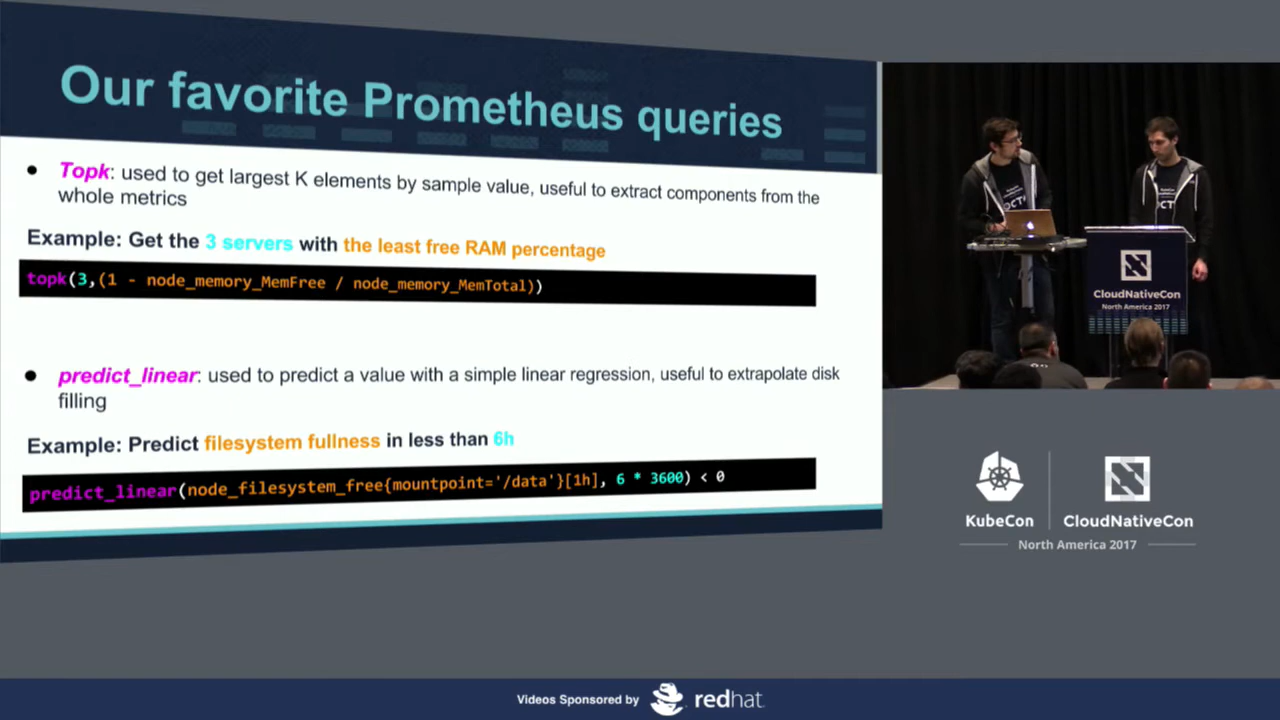 Our favorite Prometheus queries
● Topk: used to get largest K elements by sample value, useful to extract components from the
whole metrics
Example: Get the 3 servers with the least free RAM percentage
topk(3,(1 - node_memory_MemFree / node_memory_MemTotal))
● predict_linear: used to predict a value with a simple linear regression, useful to extrapolate disk
filling
Example: Predict filesystem fullness in less than 6h
predict_linear(node_filesystem_free{mountpoint='/data'}[1h], 6 * 3600) < 0
CloudNativeCon
North America 2017
KubeCon
CloudNativeCon
North America 2017
Videos Sponsored by
redhat.